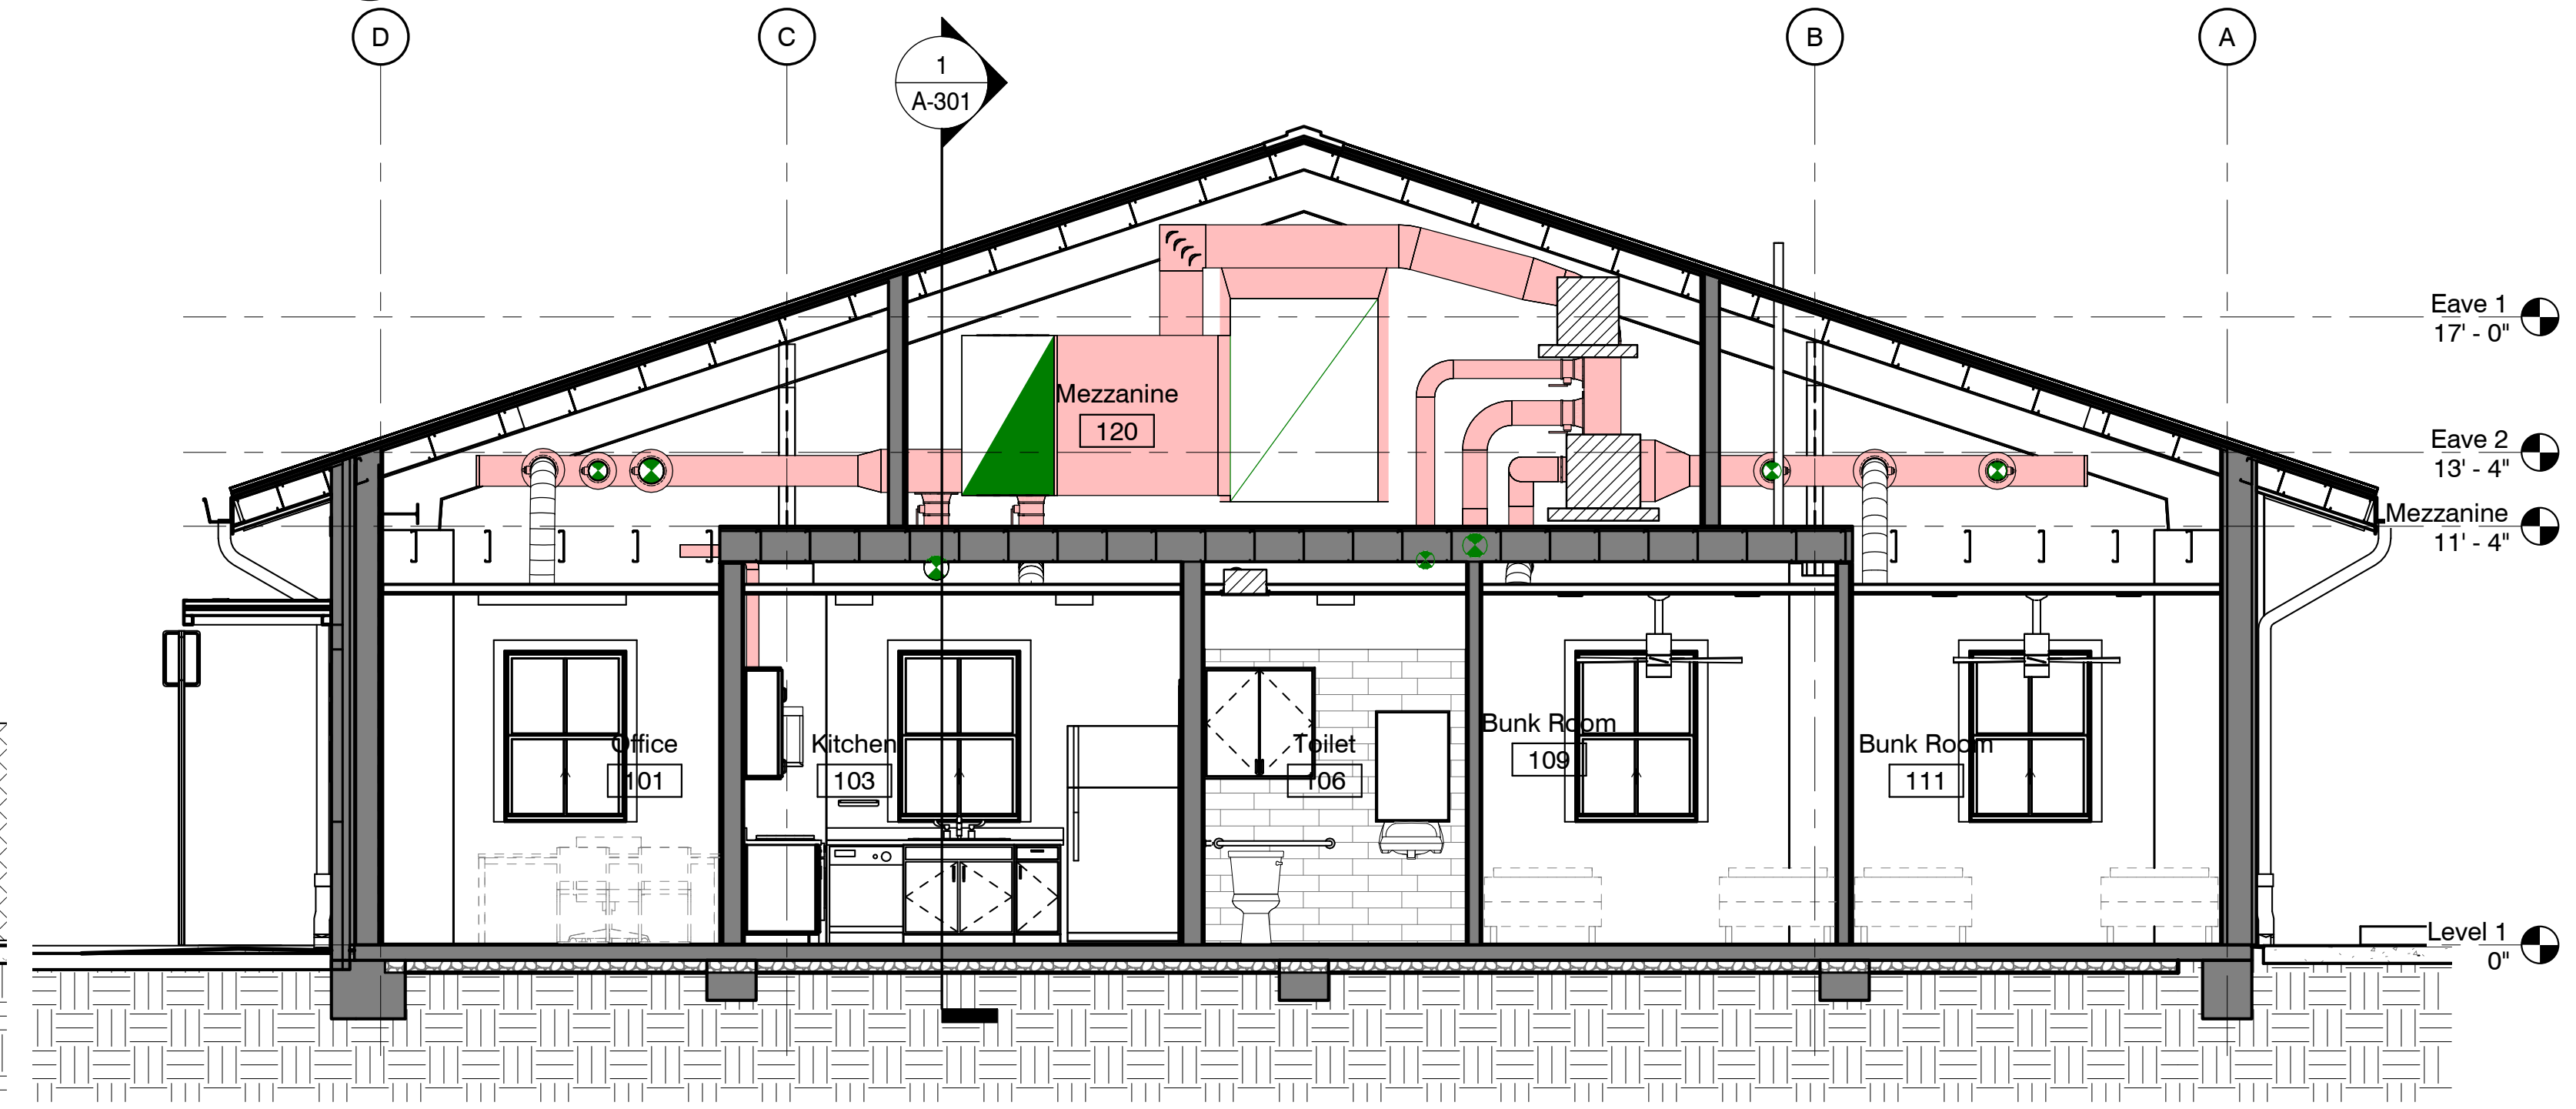 D
C
B
A
1
A-301
Eave 1
17' - 0"
Mezzanine
120
Eave 2
13' - 4"
Mezzanine
11' - 4"
Office
101
Kitchen
103
Toilet
106
Bunk Room
109
Bunk Room
111
Level 1
0"